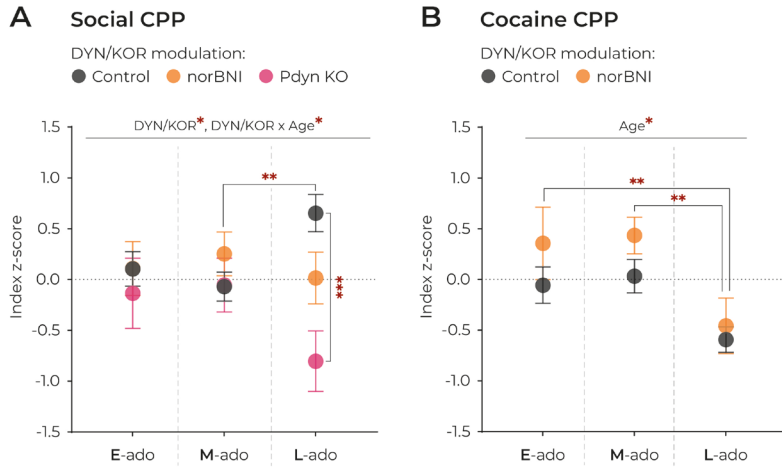 A Social CPP
DYN/KOR modulation:
Control norBNI Pdyn KO
DYN/KOR*, DYN/KOR x Age*
**
***
1.5
1.0
0.5
0.0
-0.5
-1.0
-1.5
Index z-score
E-ado M-ado L-ado
B Cocaine CPP
DYN/KOR modulation:
Control norBNI
Age*
**
**
1.5
1.0
0.5
0.0
-0.5
-1.0
-1.5
Index z-score
E-ado M-ado L-ado